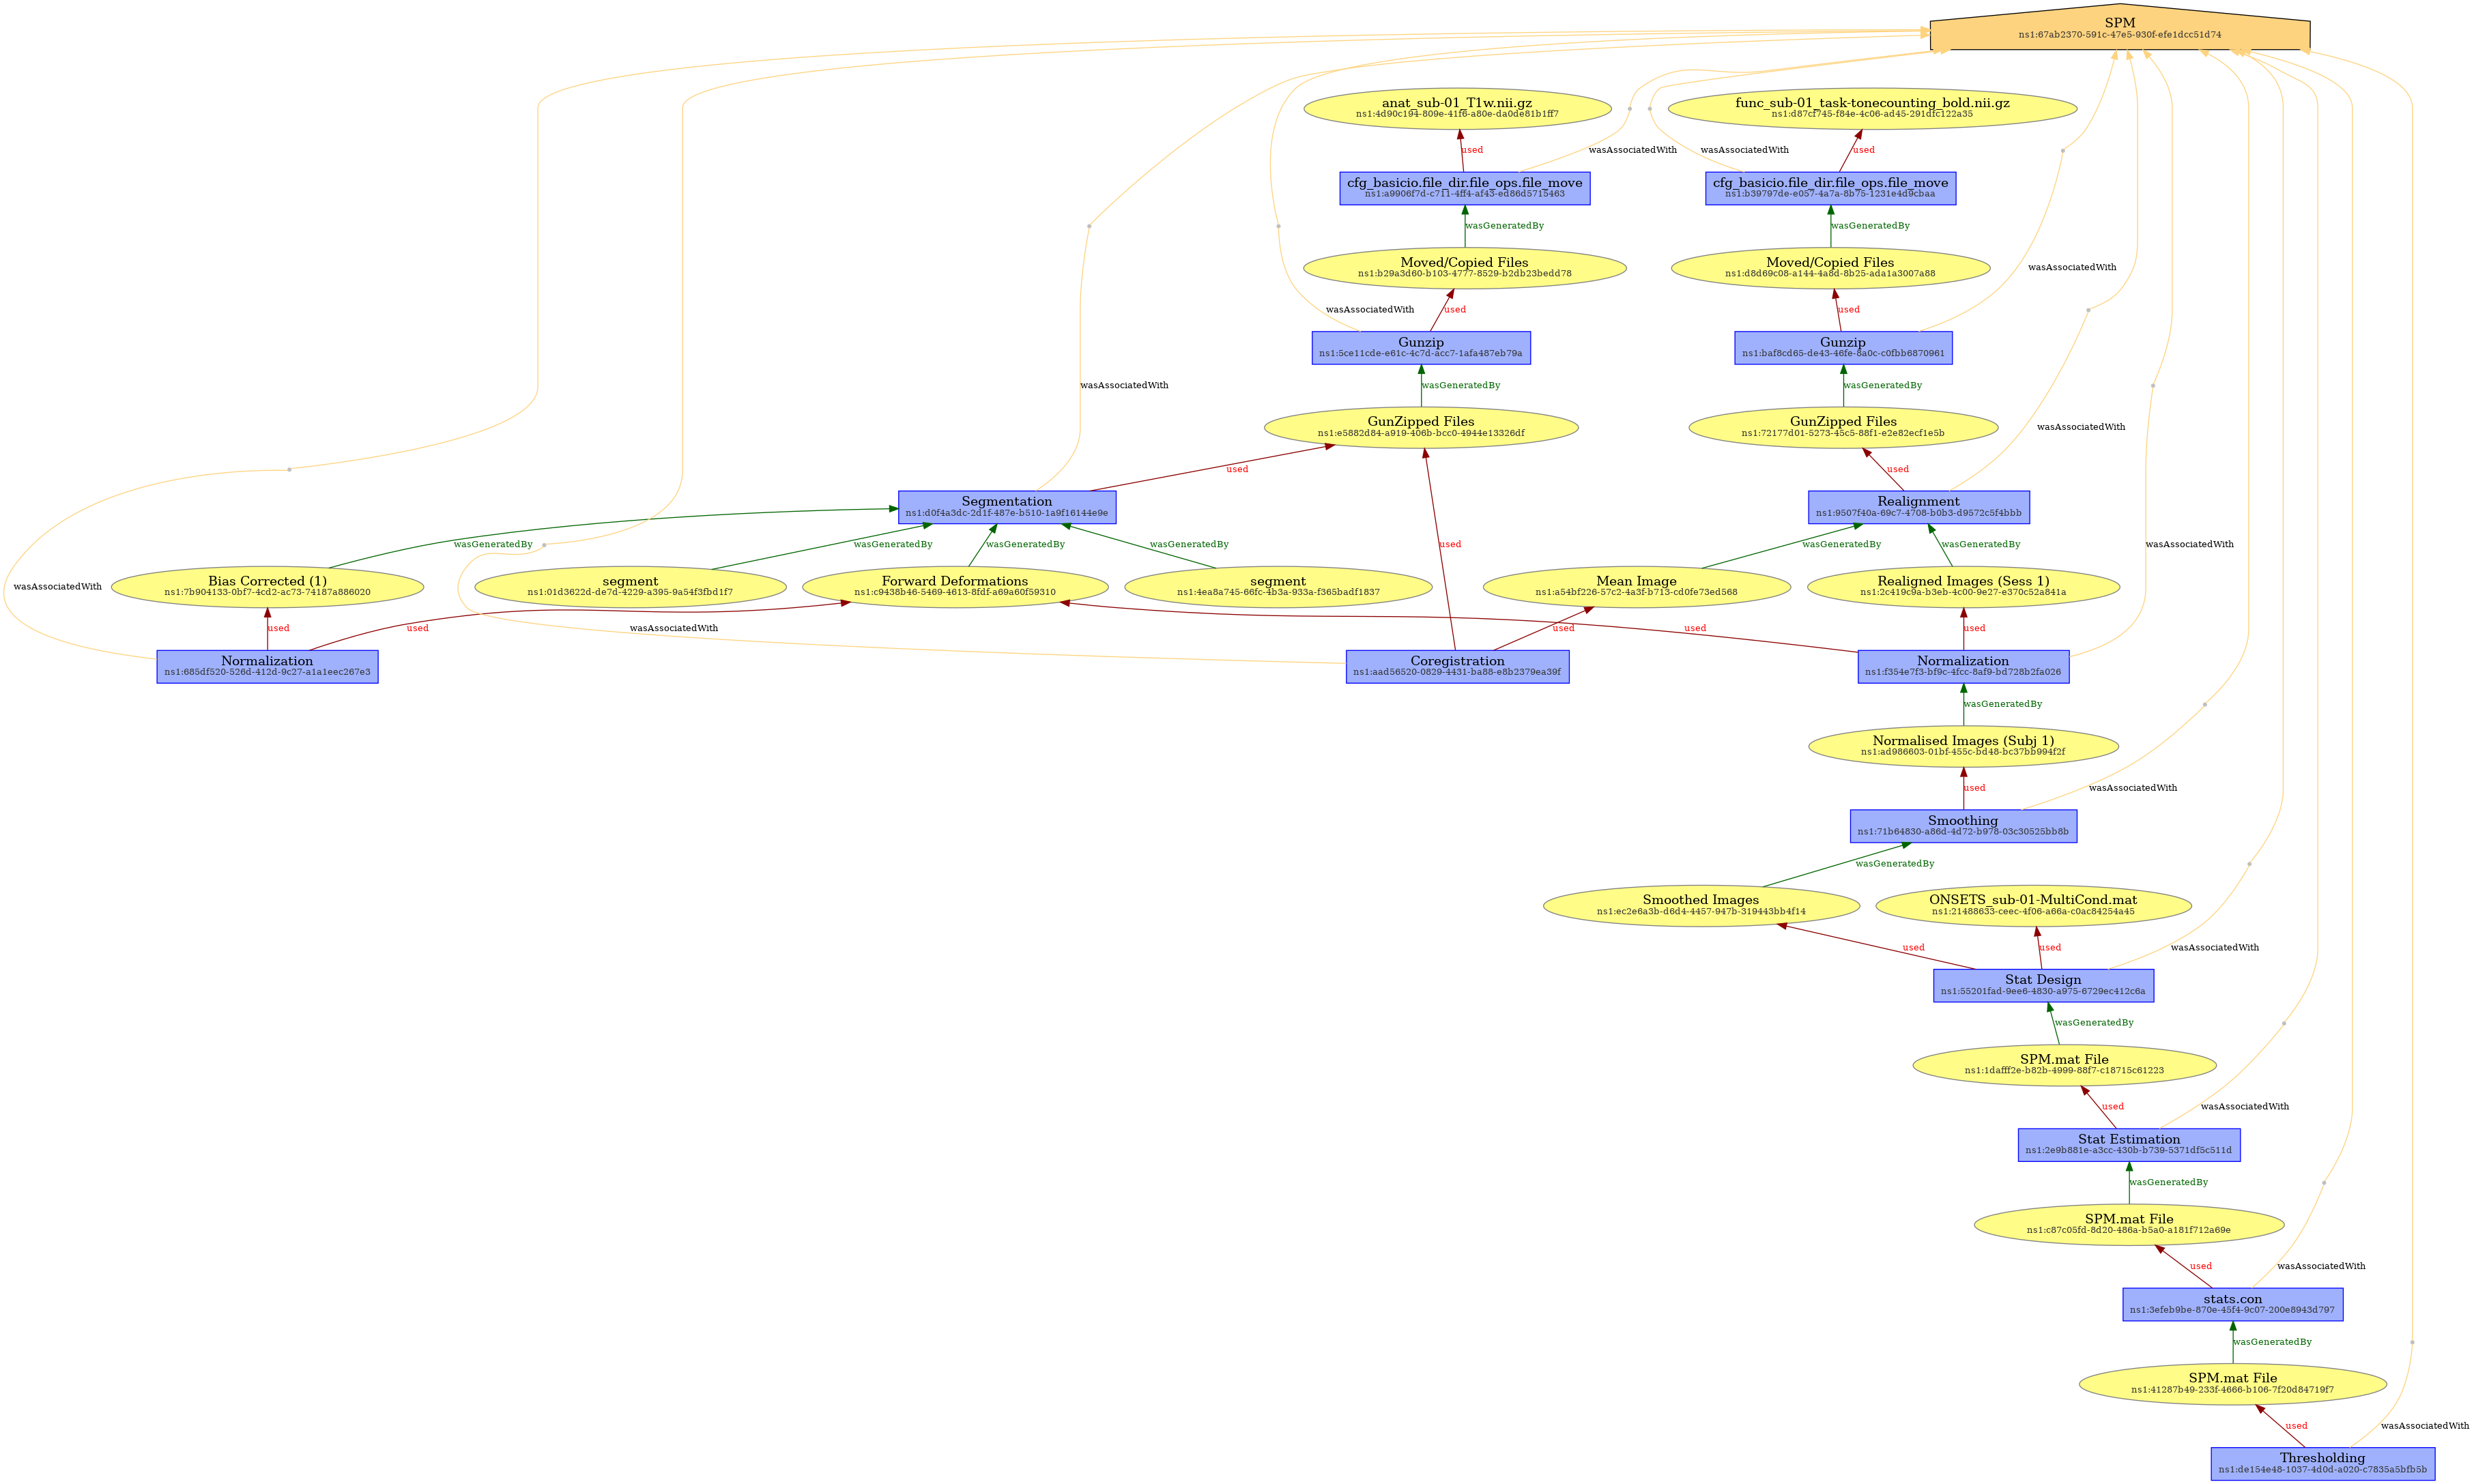 SPM
ns1:67ab2370-591c-47e5-930f-efe1dcc51d74
anat_sub-01_T1w.nii.gz
ns1:4d90c194-809e-41f6-a80e-da0de81b1ff7
func_sub-01_task-tonecounting_bold.nii.gz
ns1:d87cf745-f84e-4c06-ad45-291dfc122a35
used
wasAssociatedWith
wasAssociatedWith
used
cfg_basicio.file_dir.file_ops.file_move
ns1:a9906f7d-c711-4ff4-af43-ed86d5715463
cfg_basicio.file_dir.file_ops.file_move
ns1:b39797de-e057-4a7a-8b75-1231e4d9cbaa
wasGeneratedBy
wasGeneratedBy
Moved/Copied Files
ns1:b29a3d60-b103-4777-8529-b2db23bedd78
Moved/Copied Files
ns1:d8d69c08-a144-4a8d-8b25-ada1a3007a88
wasAssociatedWith
wasAssociatedWith
used
used
Gunzip
ns1:5ce11cde-e61c-4c7d-acc7-1afa487eb79a
Gunzip
ns1:baf8cd65-de43-46fe-8a0c-c0fbb6870961
wasAssociatedWith
wasGeneratedBy
wasGeneratedBy
GunZipped Files
ns1:e5882d84-a919-406b-bcc0-4944e13326df
GunZipped Files
ns1:72177d01-5273-45c5-88f1-e2e82ecf1e5b
wasAssociatedWith
used
used
Segmentation
ns1:d0f4a3dc-2d1f-487e-b510-1a9f16144e9e
Realignment
ns1:9507f40a-69c7-4708-b0b3-d9572c5f4bbb
wasGeneratedBy
wasGeneratedBy
wasGeneratedBy
wasGeneratedBy
used
wasGeneratedBy
wasGeneratedBy
wasAssociatedWith
Bias Corrected (1)
ns1:7b904133-0bf7-4cd2-ac73-74187a886020
segment
ns1:01d3622d-de7d-4229-a395-9a54f3fbd1f7
Forward Deformations
ns1:c9438b46-5469-4613-8fdf-a69a60f59310
segment
ns1:4ea8a745-66fc-4b3a-933a-f365badf1837
Mean Image
ns1:a54bf226-57c2-4a3f-b713-cd0fe73ed568
Realigned Images (Sess 1)
ns1:2c419c9a-b3eb-4c00-9e27-e370c52a841a
wasAssociatedWith
used
used
wasAssociatedWith
used
used
used
Normalization
ns1:685df520-526d-412d-9c27-a1a1eec267e3
Coregistration
ns1:aad56520-0829-4431-ba88-e8b2379ea39f
Normalization
ns1:f354e7f3-bf9c-4fcc-8af9-bd728b2fa026
wasGeneratedBy
Normalised Images (Subj 1)
ns1:ad986603-01bf-455c-bd48-bc37bb994f2f
used
wasAssociatedWith
Smoothing
ns1:71b64830-a86d-4d72-b978-03c30525bb8b
wasGeneratedBy
Smoothed Images
ns1:ec2e6a3b-d6d4-4457-947b-319443bb4f14
ONSETS_sub-01-MultiCond.mat
ns1:21488633-ceec-4f06-a66a-c0ac84254a45
used
used
wasAssociatedWith
Stat Design
ns1:55201fad-9ee6-4830-a975-6729ec412c6a
wasGeneratedBy
SPM.mat File
ns1:1dafff2e-b82b-4999-88f7-c18715c61223
used
wasAssociatedWith
Stat Estimation
ns1:2e9b881e-a3cc-430b-b739-5371df5c511d
wasGeneratedBy
SPM.mat File
ns1:c87c05fd-8d20-486a-b5a0-a181f712a69e
used
wasAssociatedWith
stats.con
ns1:3efeb9be-870e-45f4-9c07-200e8943d797
wasGeneratedBy
SPM.mat File
ns1:41287b49-233f-4666-b106-7f20d84719f7
used
wasAssociatedWith
Thresholding
ns1:de154e48-1037-4d0d-a020-c7835a5bfb5b